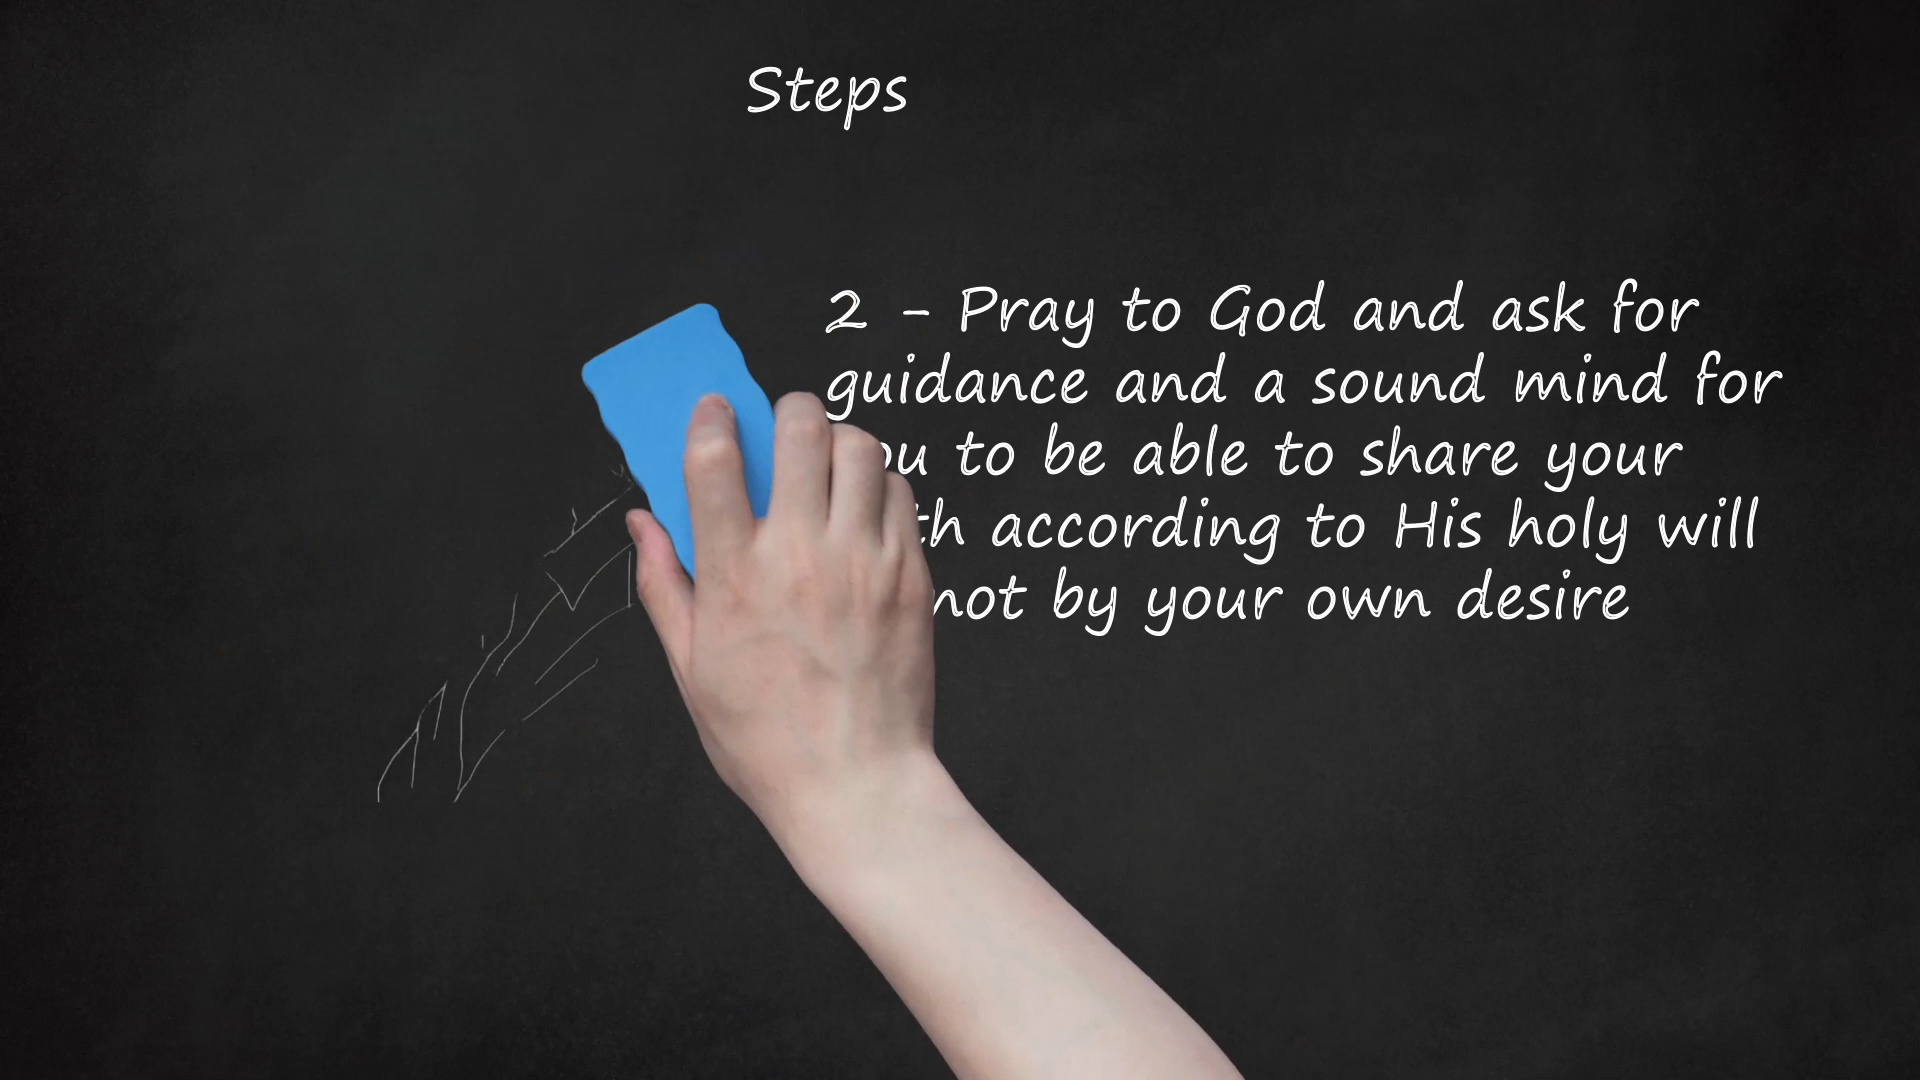 Steps
2 - Pray to God and ask for
guidance and a sound mind for
to be able to share your
according to His holy will
not by your own desire